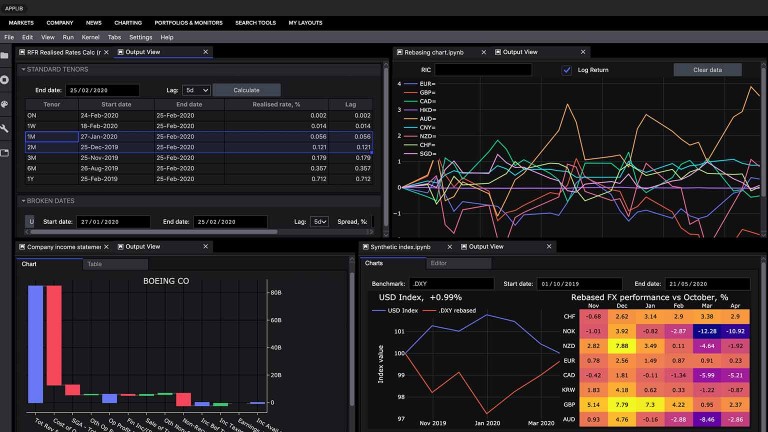 APPLIB
MARKETS COMPANY NEWS CHARTING PORTFOLIOS & MONITORS SEARCH TOOLS MY LAYOUTS
File Edit View Run Kernel Tabs Settings Help
RFR Realised Rates Calc (r Output View
STANDARD TENORS
End date: 25/02/2020 Lag: 5d Calculate
Tenor Start date End date Realised rate, % Lag
ON 24-Feb-2020 25-Feb-2020 0.002 0.002
1W 18-Feb-2020 25-Feb-2020 0.014 0.014
1M 27-Jan-2020 25-Feb-2020 0.056 0.056
2M 25-Dec-2019 25-Feb-2020 0.121 0.121
3M 25-Nov-2019 25-Feb-2020 0.179 0.179
6M 26-Aug-2019 25-Feb-2020 0.357 0.357
1Y 25-Feb-2019 25-Feb-2020 0.712 0.712
BROKEN DATES
U Start date: 27/01/2020 End date: 25/02/2020 Lag: 5d Spread, %:
Rebasing chart.ipynb Output View
RIC Log Return Clear data
4
3
2
1
0
−1
EUR=
GBP=
CAD=
HKD=
AUD=
CNY=
NZD=
CHF=
SGD=
Company income stateme Output View
Chart Table
BOEING CO
80B
60B
40B
20B
0
Tot Rev
Cost of
SGA - Tot
Oth Op
Op Profit
Fin Inc/
Sale of
Oth Non
Non-Rec
Inc Bef
Inc Taxe
Earning
Inc Avail
Synthetic index.ipynb Output View
Charts Editor
Benchmark: .DXY Start date: 01/10/2019 End date: 21/05/2020
USD Index, +0.99%
USD Index .DXY rebased
Index value
101
100
99
98
97
Nov 2019 Jan 2020 Mar 2020
Rebased FX performance vs October, %
Nov Dec Jan Feb Mar Apr
CHF -0.68 2.62 3.14 2.9 3.38 2.9
NOK -1.01 3.92 -0.82 -2.87 -12.28 -10.92
NZD 2.82 7.88 3.49 0.11 -4.64 -1.92
EUR 0.78 2.56 1.49 0.87 0.91 0.23
CAD -0.42 1.81 -0.11 -1.34 -5.99 -5.21
KRW 1.83 4.18 0.62 0.33 -1.22 -0.87
GBP 5.14 7.79 7.3 4.22 0.95 2.37
AUD 0.93 4.76 -0.16 -2.88 -8.46 -2.86